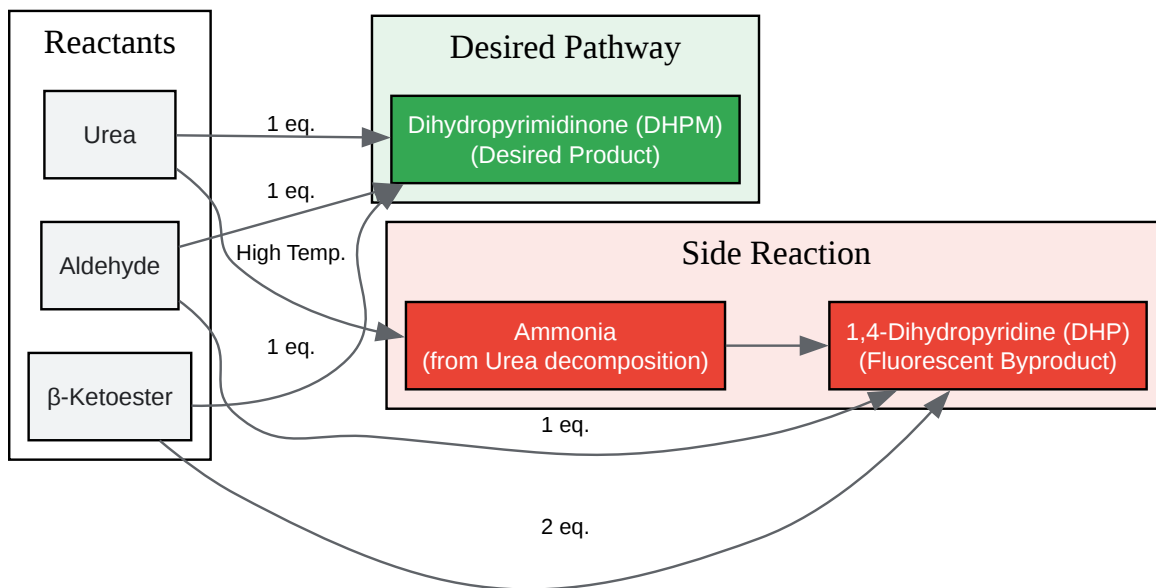 Reactants
Urea
Aldehyde
β-Ketoester
1 eq.
1 eq.
High Temp.
1 eq.
1 eq.
2 eq.
Desired Pathway
Dihydropyrimidinone (DHPM)
(Desired Product)
Side Reaction
Ammonia
(from Urea decomposition)
1,4-Dihydropyridine (DHP)
(Fluorescent Byproduct)